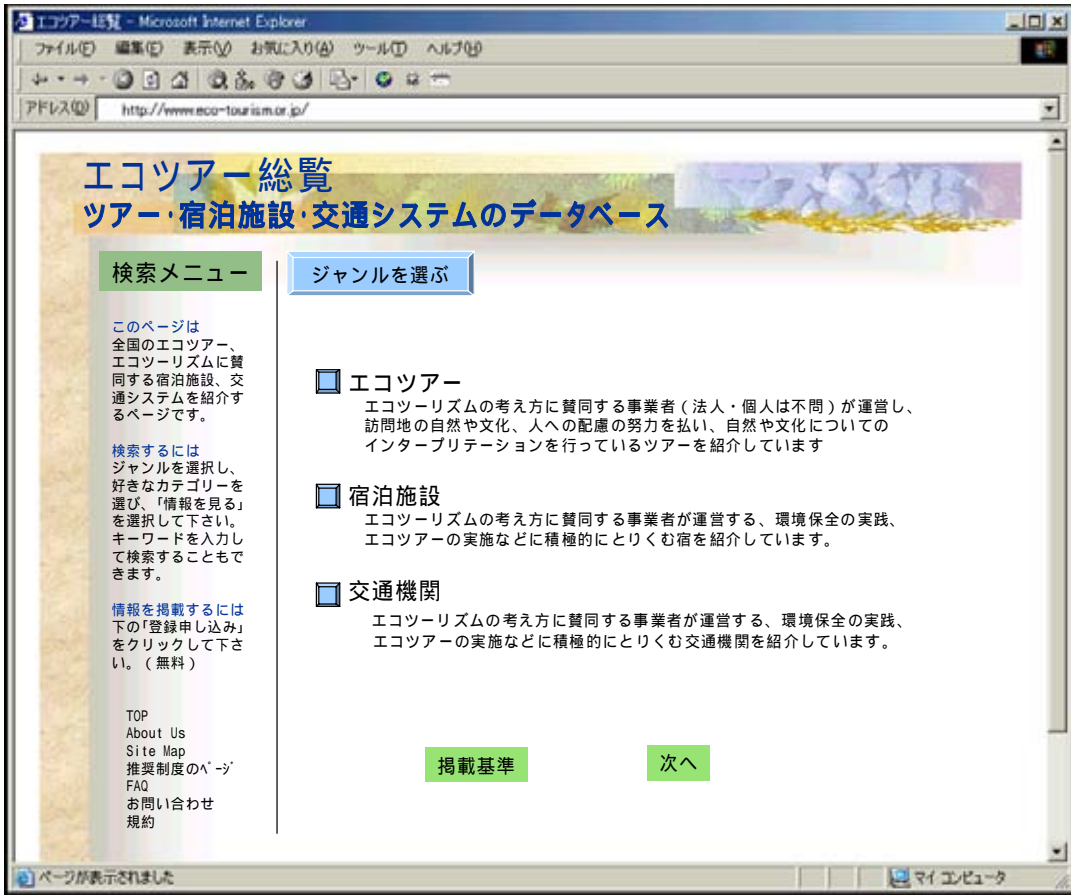 エコツアー総覧 - Microsoft Internet Explorer
ファイル(F) 編集(E) 表示(V) お気に入り(A) ツール(T) ヘルプ(H)
アドレス(D) http://www.eco-tourism.or.jp/
エコツアー総覧
ツアー・宿泊施設・交通システムのデータベース
検索メニュー
このページは
全国のエコツアー、
エコツーリズムに賛
同する宿泊施設、交
通システムを紹介す
るページです。
検索するには
ジャンルを選択し、
好きなカテゴリーを
選び、「情報を見る」
を選択して下さい。
キーワードを入力し
て検索することもで
きます。
情報を掲載するには
下の「登録申し込み」
をクリックして下さ
い。(無料)
TOP
About Us
Site Map
推奨制度のページ
FAQ
お問い合わせ
規約
ジャンルを選ぶ
エコツアー
エコツーリズムの考え方に賛同する事業者(法人・個人は不問)が運営し、
訪問地の自然や文化、人への配慮の努力を払い、自然や文化についての
インタープリテーションを行っているツアーを紹介しています
宿泊施設
エコツーリズムの考え方に賛同する事業者が運営する、環境保全の実践、
エコツアーの実施などに積極的にとりくむ宿を紹介しています。
交通機関
エコツーリズムの考え方に賛同する事業者が運営する、環境保全の実践、
エコツアーの実施などに積極的にとりくむ交通機関を紹介しています。
掲載基準 次へ
ページが表示されました マイ コンピュータ